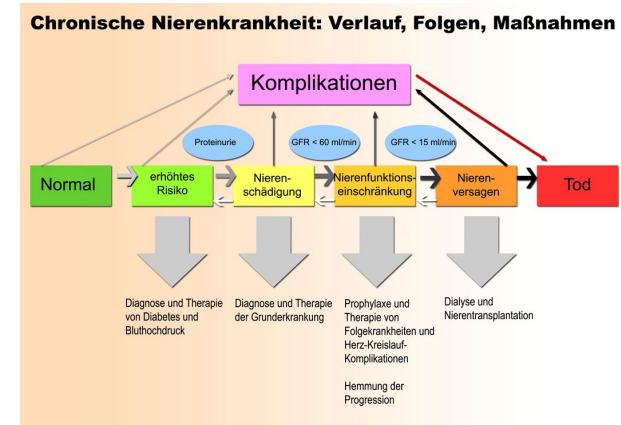 Chronische Nierenkrankheit: Verlauf, Folgen, Maßnahmen
Komplikationen
Proteinurie
GFR < 60 ml/min
GFR < 15 ml/min
Normal
erhöhtes
Risiko
Nieren-
schädigung
Nierenfunktions-
einschränkung
Nieren-
versagen
Tod
Diagnose und Therapie
von Diabetes und
Bluthochdruck
Diagnose und Therapie
der Grunderkrankung
Prophylaxe und
Therapie von
Folgekrankheiten und
Herz-Kreislauf-
Komplikationen
Hemmung der
Progression
Dialyse und
Nierentransplantation